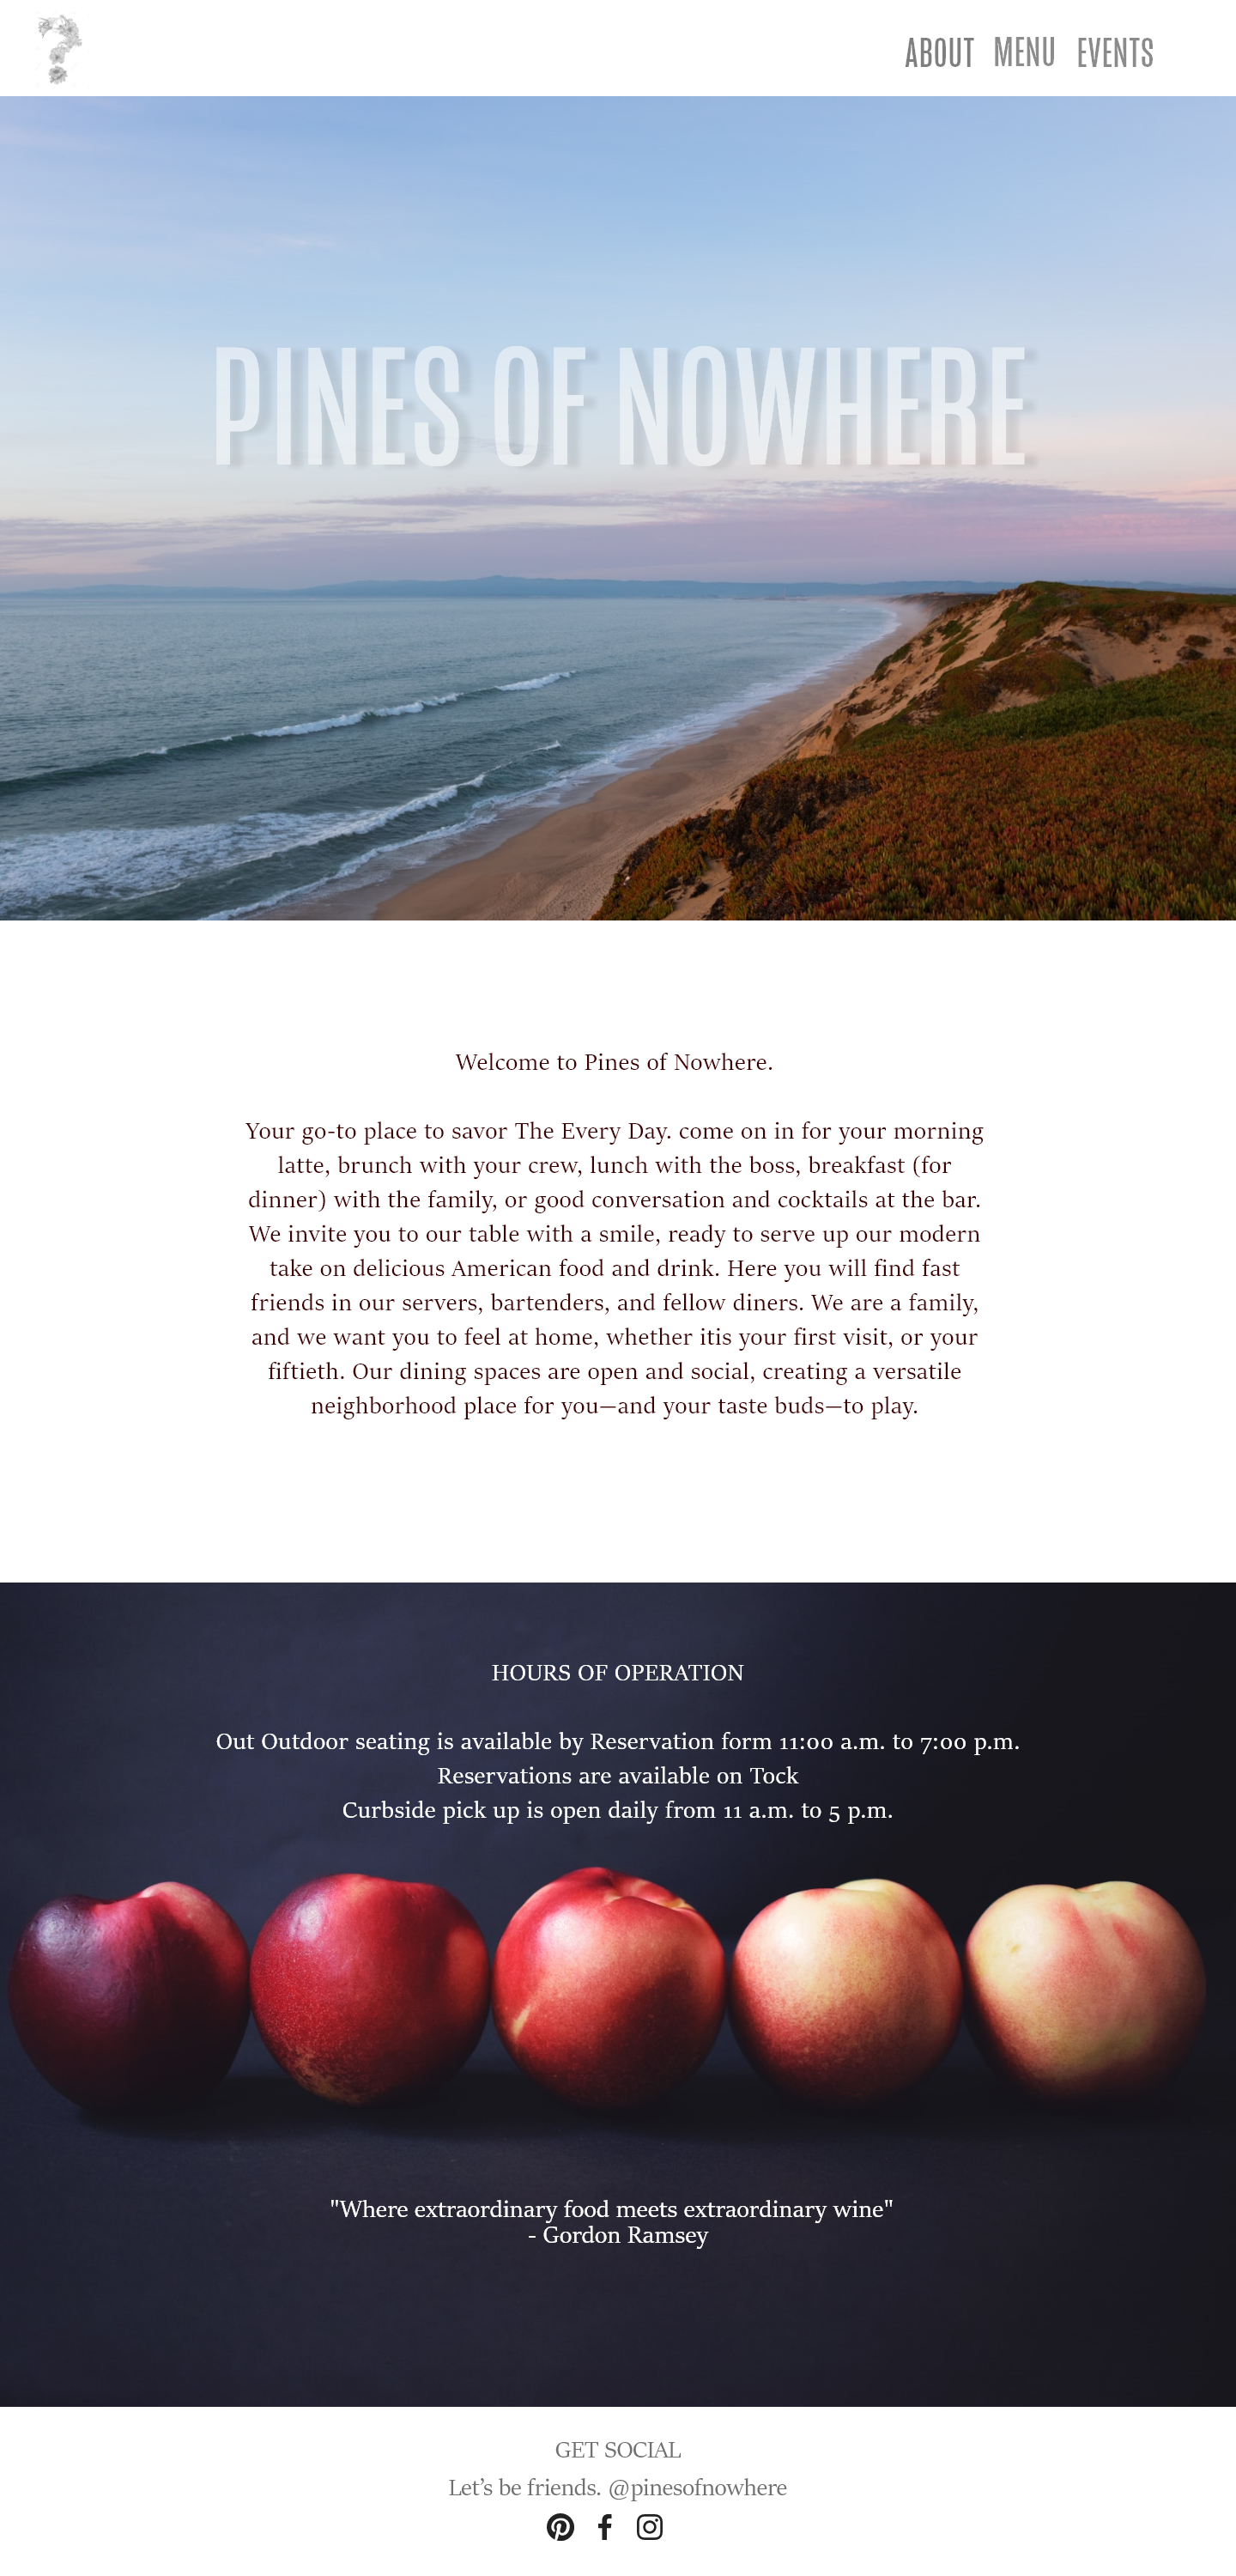 ABOUT MENU EVENTS
PINES OF NOWHERE
Welcome to Pines of Nowhere.
Your go-to place to savor The Every Day. come on in for your morning
latte, brunch with your crew, lunch with the boss, breakfast (for
dinner) with the family, or good conversation and cocktails at the bar.
We invite you to our table with a smile, ready to serve up our modern
take on delicious American food and drink. Here you will find fast
friends in our servers, bartenders, and fellow diners. We are a family,
and we want you to feel at home, whether itis your first visit, or your
fiftieth. Our dining spaces are open and social, creating a versatile
neighborhood place for you—and your taste buds—to play.
HOURS OF OPERATION
Out Outdoor seating is available by Reservation form 11:00 a.m. to 7:00 p.m.
Reservations are available on Tock
Curbside pick up is open daily from 11 a.m. to 5 p.m.
"Where extraordinary food meets extraordinary wine"
- Gordon Ramsey
GET SOCIAL
Let’s be friends. @pinesofnowhere